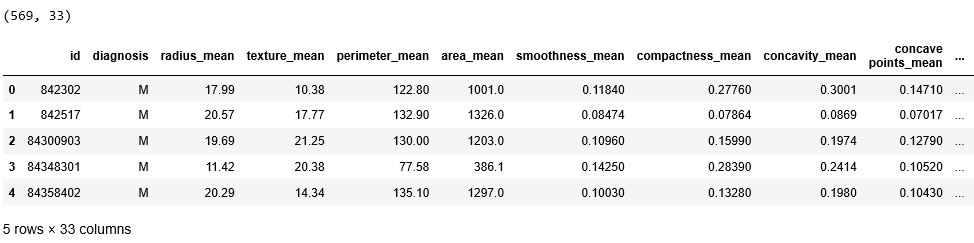 (569, 33)
id diagnosis radius_mean texture_mean perimeter_mean area_mean smoothness_mean compactness_mean concavity_mean concave points_mean ...
0 842302 M 17.99 10.38 122.80 1001.0 0.11840 0.27760 0.3001 0.14710 ...
1 842517 M 20.57 17.77 132.90 1326.0 0.08474 0.07864 0.0869 0.07017 ...
2 84300903 M 19.69 21.25 130.00 1203.0 0.10960 0.15990 0.1974 0.12790 ...
3 84348301 M 11.42 20.38 77.58 386.1 0.14250 0.28390 0.2414 0.10520 ...
4 84358402 M 20.29 14.34 135.10 1297.0 0.10030 0.13280 0.1980 0.10430 ...
5 rows × 33 columns